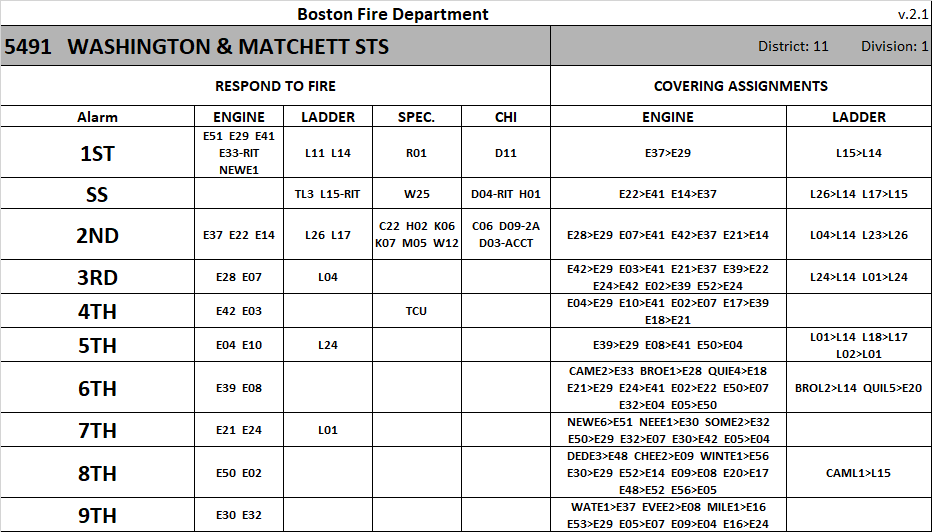 Boston Fire Department v.2.1
5491 WASHINGTON & MATCHETT STS District: 11 Division: 1
RESPOND TO FIRE COVERING ASSIGNMENTS
Alarm ENGINE LADDER SPEC. CHI ENGINE LADDER
1ST
E51 E29 E41
E33-RIT
NEWE1
L11 L14
R01
D11
E37>E29
L15>L14
SS
TL3 L15-RIT
W25
D04-RIT H01
E22>E41 E14>E37
L26>L14 L17>L15
2ND
E37 E22 E14
L26 L17
C22 H02 K06
K07 M05 W12
C06 D09-2A
D03-ACCT
E28>E29 E07>E41 E42>E37 E21>E14
L04>L14 L23>L26
3RD
E28 E07
L04
E42>E29 E03>E41 E21>E37 E39>E22
E24>E42 E02>E39 E52>E24
L24>L14 L01>L24
4TH
E42 E03
TCU
E04>E29 E10>E41 E02>E07 E17>E39
E18>E21
5TH
E04 E10
L24
E39>E29 E08>E41 E50>E04
L01>L14 L18>L17
L02>L01
6TH
E39 E08
CAME2>E33 BROE1>E28 QUIE4>E18
E21>E29 E24>E41 E02>E22 E50>E07
E32>E04 E05>E50
BROL2>L14 QUIL5>E20
7TH
E21 E24
L01
NEWE6>E51 NEEE1>E30 SOME2>E32
E50>E29 E32>E07 E30>E42 E05>E04
8TH
E50 E02
DEDE3>E48 CHEE2>E09 WINTE1>E56
E30>E29 E52>E14 E09>E08 E20>E17
E48>E52 E56>E05
CAML1>L15
9TH
E30 E32
WATE1>E37 EVEE2>E08 MILE1>E16
E53>E29 E05>E07 E09>E04 E16>E24